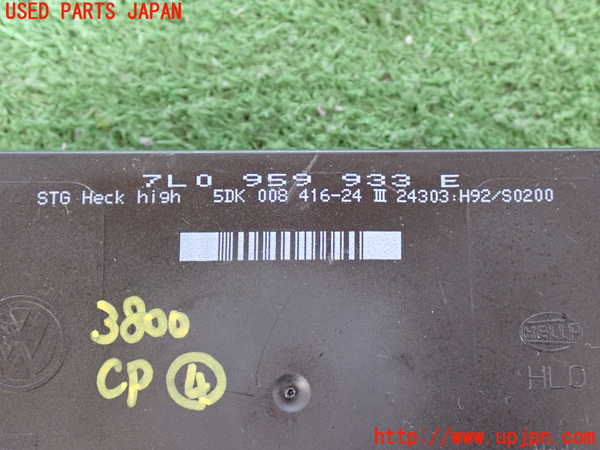 USED PARTS JAPAN
7L0 959 933 E
STG Heck high 5DK 008 416-24 III 24303:H92/S0200
3800
CP ④
HELLA
HLO
http://www.upjpn.com/